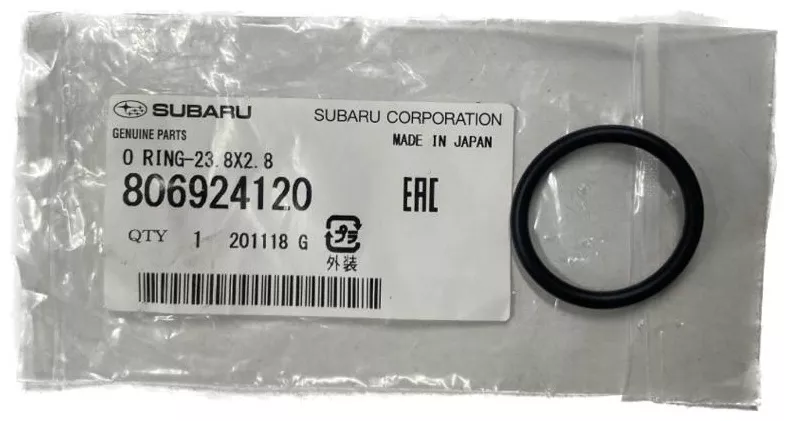 SUBARU
SUBARU CORPORATION
GENUINE PARTS
MADE IN JAPAN
O RING-23.8X2.8
806924120
EAC
QTY 1 201118 G プラ
外装